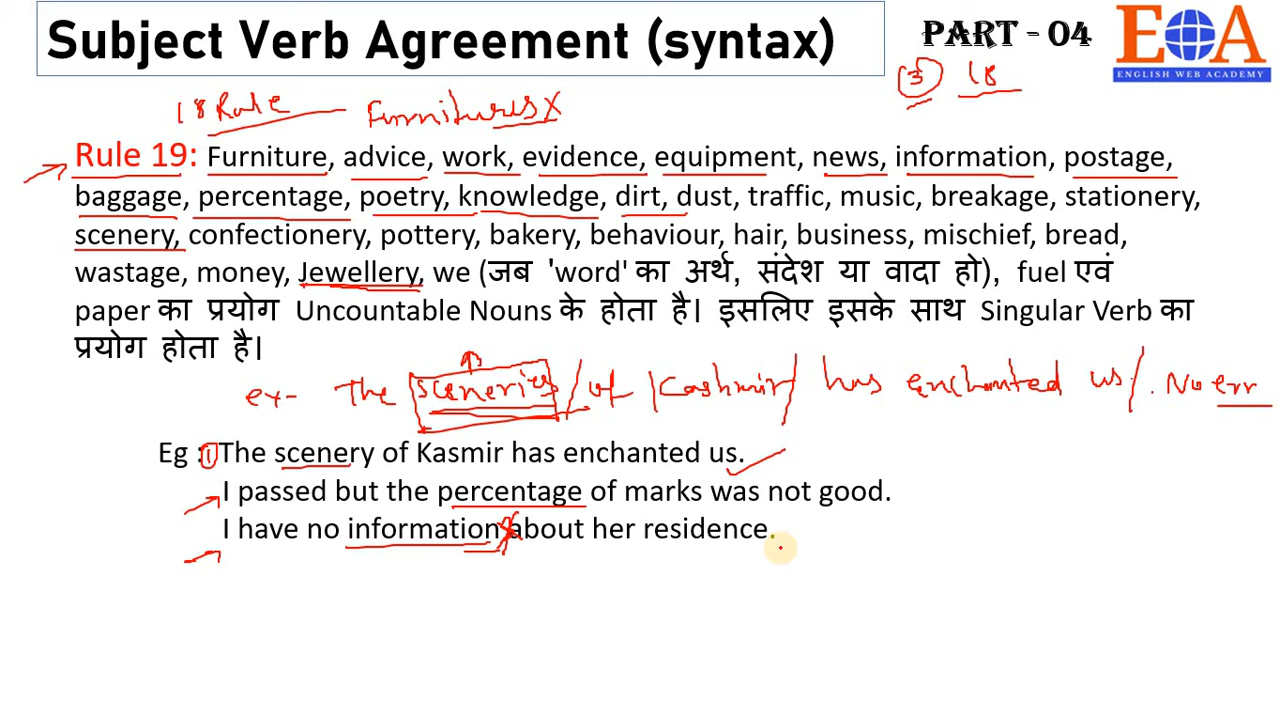 Subject Verb Agreement (syntax)
PART - 04
EWA
ENGLISH WEB ACADEMY
3 18
18 Rule Furnitures X
Rule 19: Furniture, advice, work, evidence, equipment, news, information, postage,
baggage, percentage, poetry, knowledge, dirt, dust, traffic, music, breakage, stationery,
scenery, confectionery, pottery, bakery, behaviour, hair, business, mischief, bread,
wastage, money, Jewellery, we (जब 'word' का अर्थ, संदेश या वादा हो), fuel एवं
paper का प्रयोग Uncountable Nouns के होता है। इसलिए इसके साथ Singular Verb का
प्रयोग होता है।
ex- The sceneries / of Kashmir / has enchanted us /. No err
Eg : 1 The scenery of Kasmir has enchanted us.
I passed but the percentage of marks was not good.
I have no information about her residence.